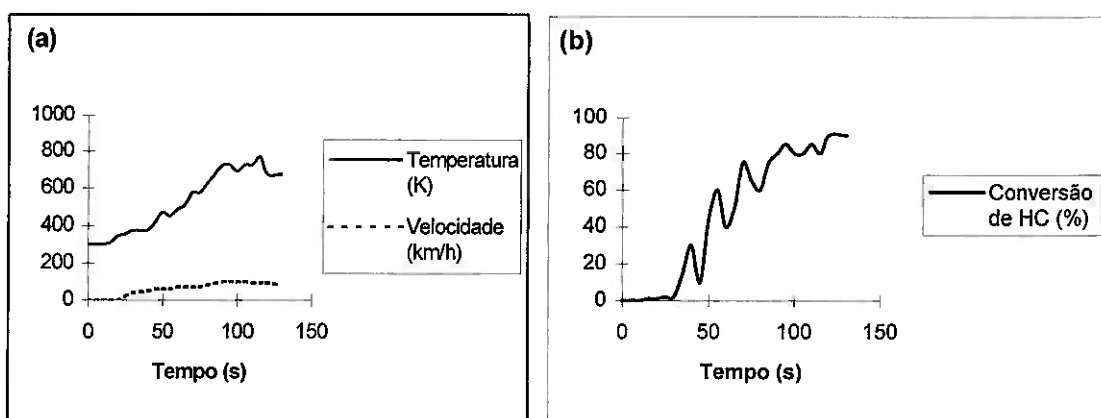 (a)
1000
800
600
400
200
0
0 50 100 150
Tempo (s)
Temperatura
(K)
Velocidade
(km/h)
(b)
100
80
60
40
20
0
0 50 100 150
Tempo (s)
Conversão
de HC (%)